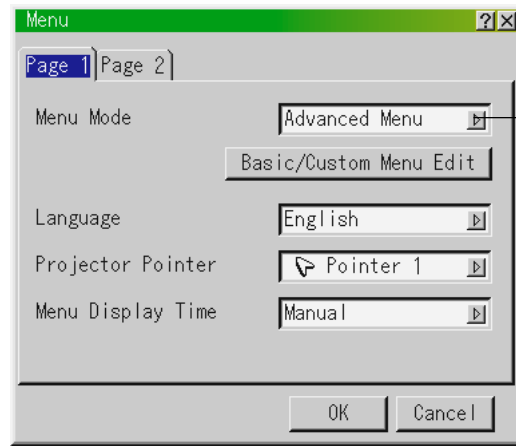 Menu ? X
Page 1 Page 2
Menu Mode Advanced Menu
Basic/Custom Menu Edit
Language English
Projector Pointer Pointer 1
Menu Display Time Manual
OK Cancel